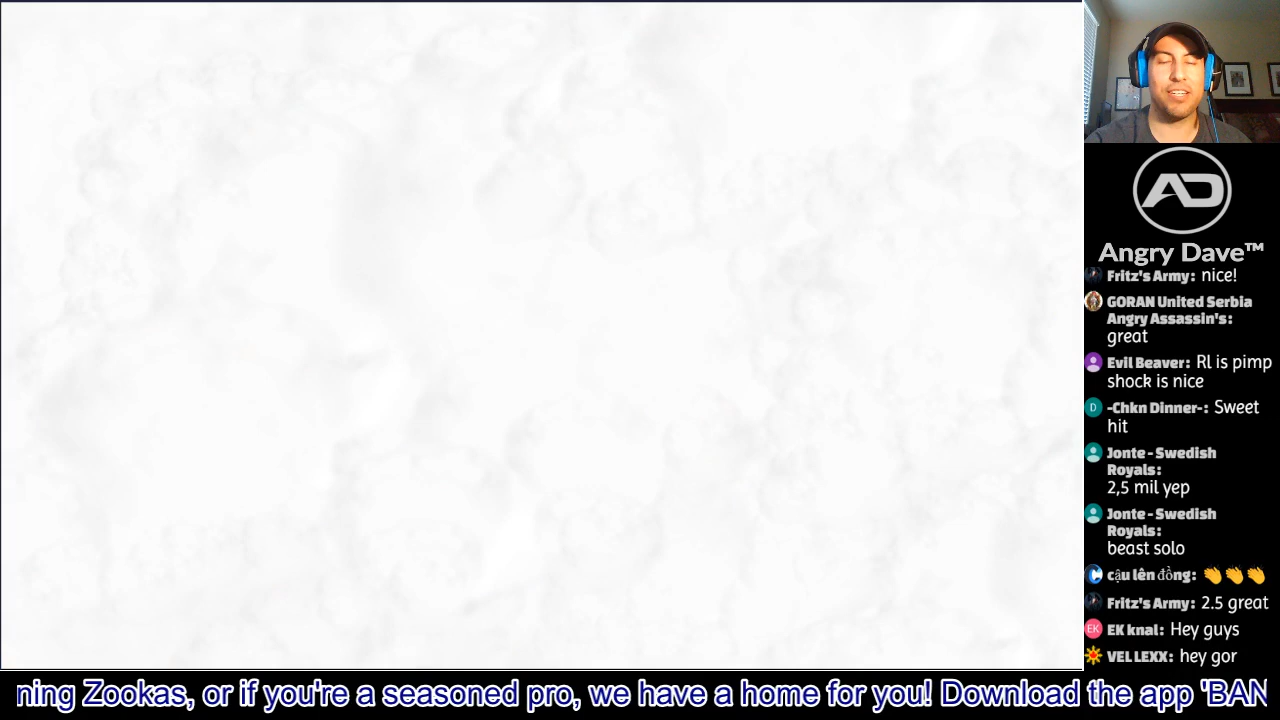 AD
Angry Dave™
Fritz's Army: nice!
GORAN United Serbia
Angry Assassin's:
great
Evil Beaver: Rl is pimp
shock is nice
D -Chkn Dinner-: Sweet
hit
Jonte - Swedish
Royals:
2,5 mil yep
Jonte - Swedish
Royals:
beast solo
cậu lên đồng: 👏👏👏
Fritz's Army: 2.5 great
EK EK knal: Hey guys
VEL LEXX: hey gor
ning Zookas, or if you're a seasoned pro, we have a home for you! Download the app 'BAN